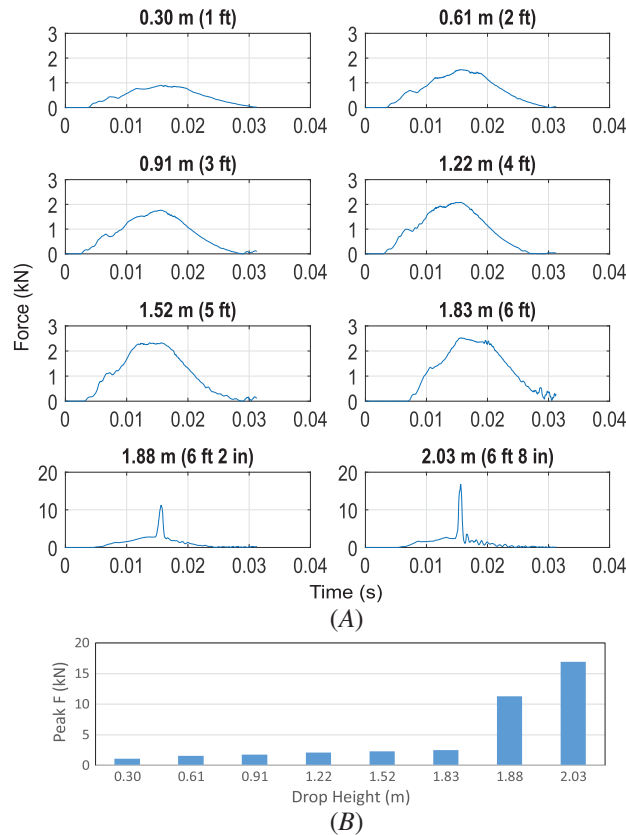 0.30 m (1 ft)
0.61 m (2 ft)
3
2
1
0
0 0.01 0.02 0.03 0.04
3
2
1
0
0 0.01 0.02 0.03 0.04
0.91 m (3 ft)
1.22 m (4 ft)
3
2
1
0
0 0.01 0.02 0.03 0.04
3
2
1
0
0 0.01 0.02 0.03 0.04
Force (kN)
1.52 m (5 ft)
1.83 m (6 ft)
3
2
1
0
0 0.01 0.02 0.03 0.04
3
2
1
0
0 0.01 0.02 0.03 0.04
1.88 m (6 ft 2 in)
2.03 m (6 ft 8 in)
20
10
0
0 0.01 0.02 0.03 0.04
20
10
0
0 0.01 0.02 0.03 0.04
Time (s)
(A)
Peak F (kN)
20
15
10
5
0
0.30 0.61 0.91 1.22 1.52 1.83 1.88 2.03
Drop Height (m)
(B)